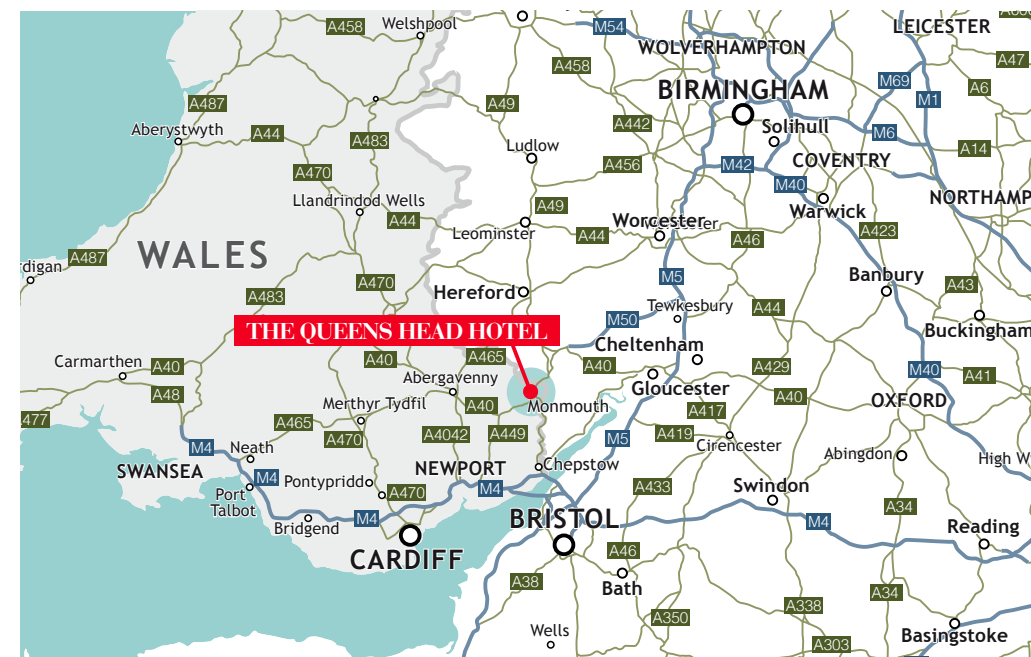 A458
Welshpool
M54
LEICESTER
WOLVERHAMPTON
A47
A458
M69
A6
BIRMINGHAM
M1
A487
A49
A442
Solihull
M6
Aberystwyth
A44
A483
Ludlow
A14
A456
M42
COVENTRY
A470
M40
NORTHAMP
Llandrindod Wells
A49
Warwick
A44
Leominster
A44
Worcester
A46
A423
WALES
A487
digan
M5
Banbury
A470
A43
A483
Hereford
Tewkesbury
A44
M50
Buckingham
THE QUEENS HEAD HOTEL
Cheltenham
Carmarthen
A40
A40
A465
A40
A429
M40
A41
Abergavenny
Gloucester
A48
Merthyr Tydfil
A40
Monmouth
A417
A40
OXFORD
477
A465
A470
A4042
A449
M5
A419
Cirencester
M4
Neath
Abingdon
High W
SWANSEA
M4
Pontypridd
NEWPORT
Chepstow
A470
M4
A433
Swindon
Port
Talbot
Bridgend
M4
BRISTOL
M4
A34
Reading
CARDIFF
A46
A38
Bath
A34
A350
A338
Wells
A303
Basingstoke